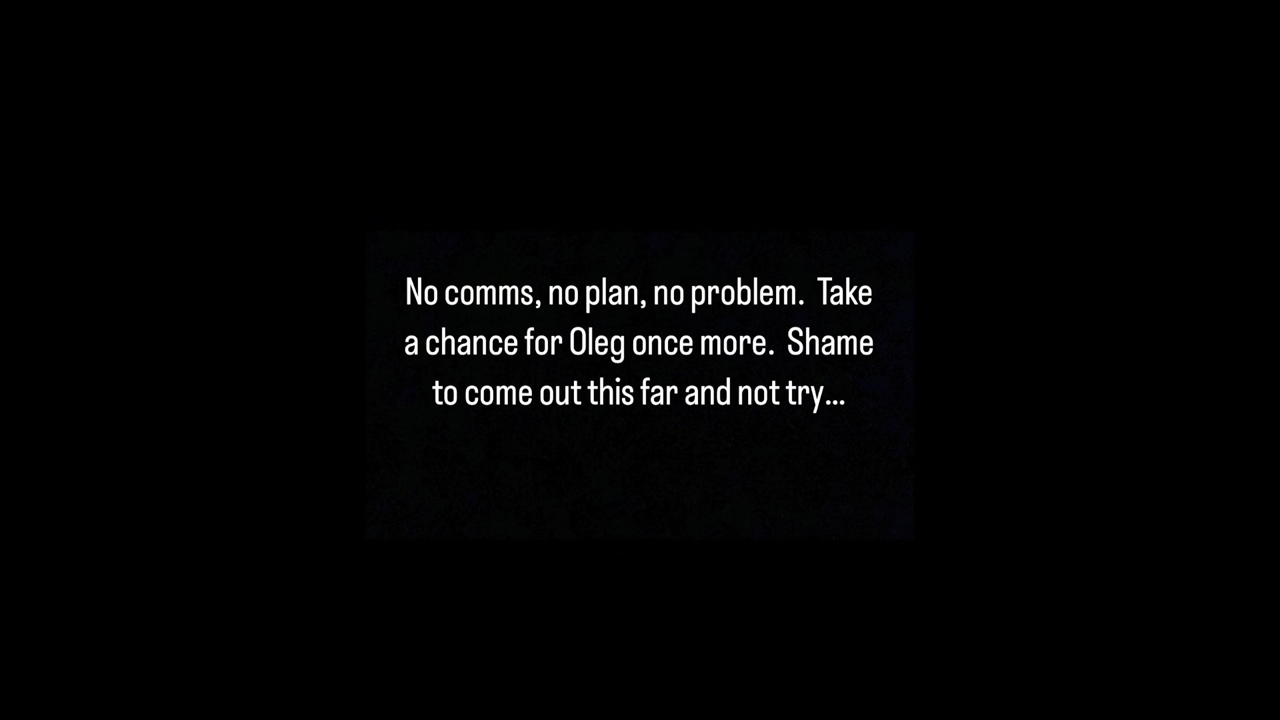 No comms, no plan, no problem.  Take
a chance for Oleg once more.  Shame
to come out this far and not try...